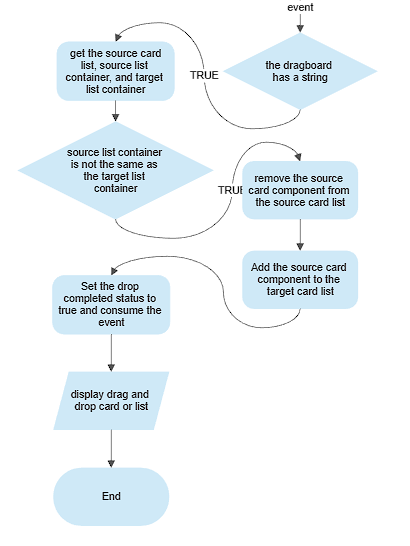 event
the dragboard
has a string
TRUE
get the source card
list, source list
container, and target
list container
source list container
is not the same as
the target list
container
TRUE
remove the source
card component from
the source card list
Add the source card
component to the
target card list
Set the drop
completed status to
true and consume the
event
display drag and
drop card or list
End